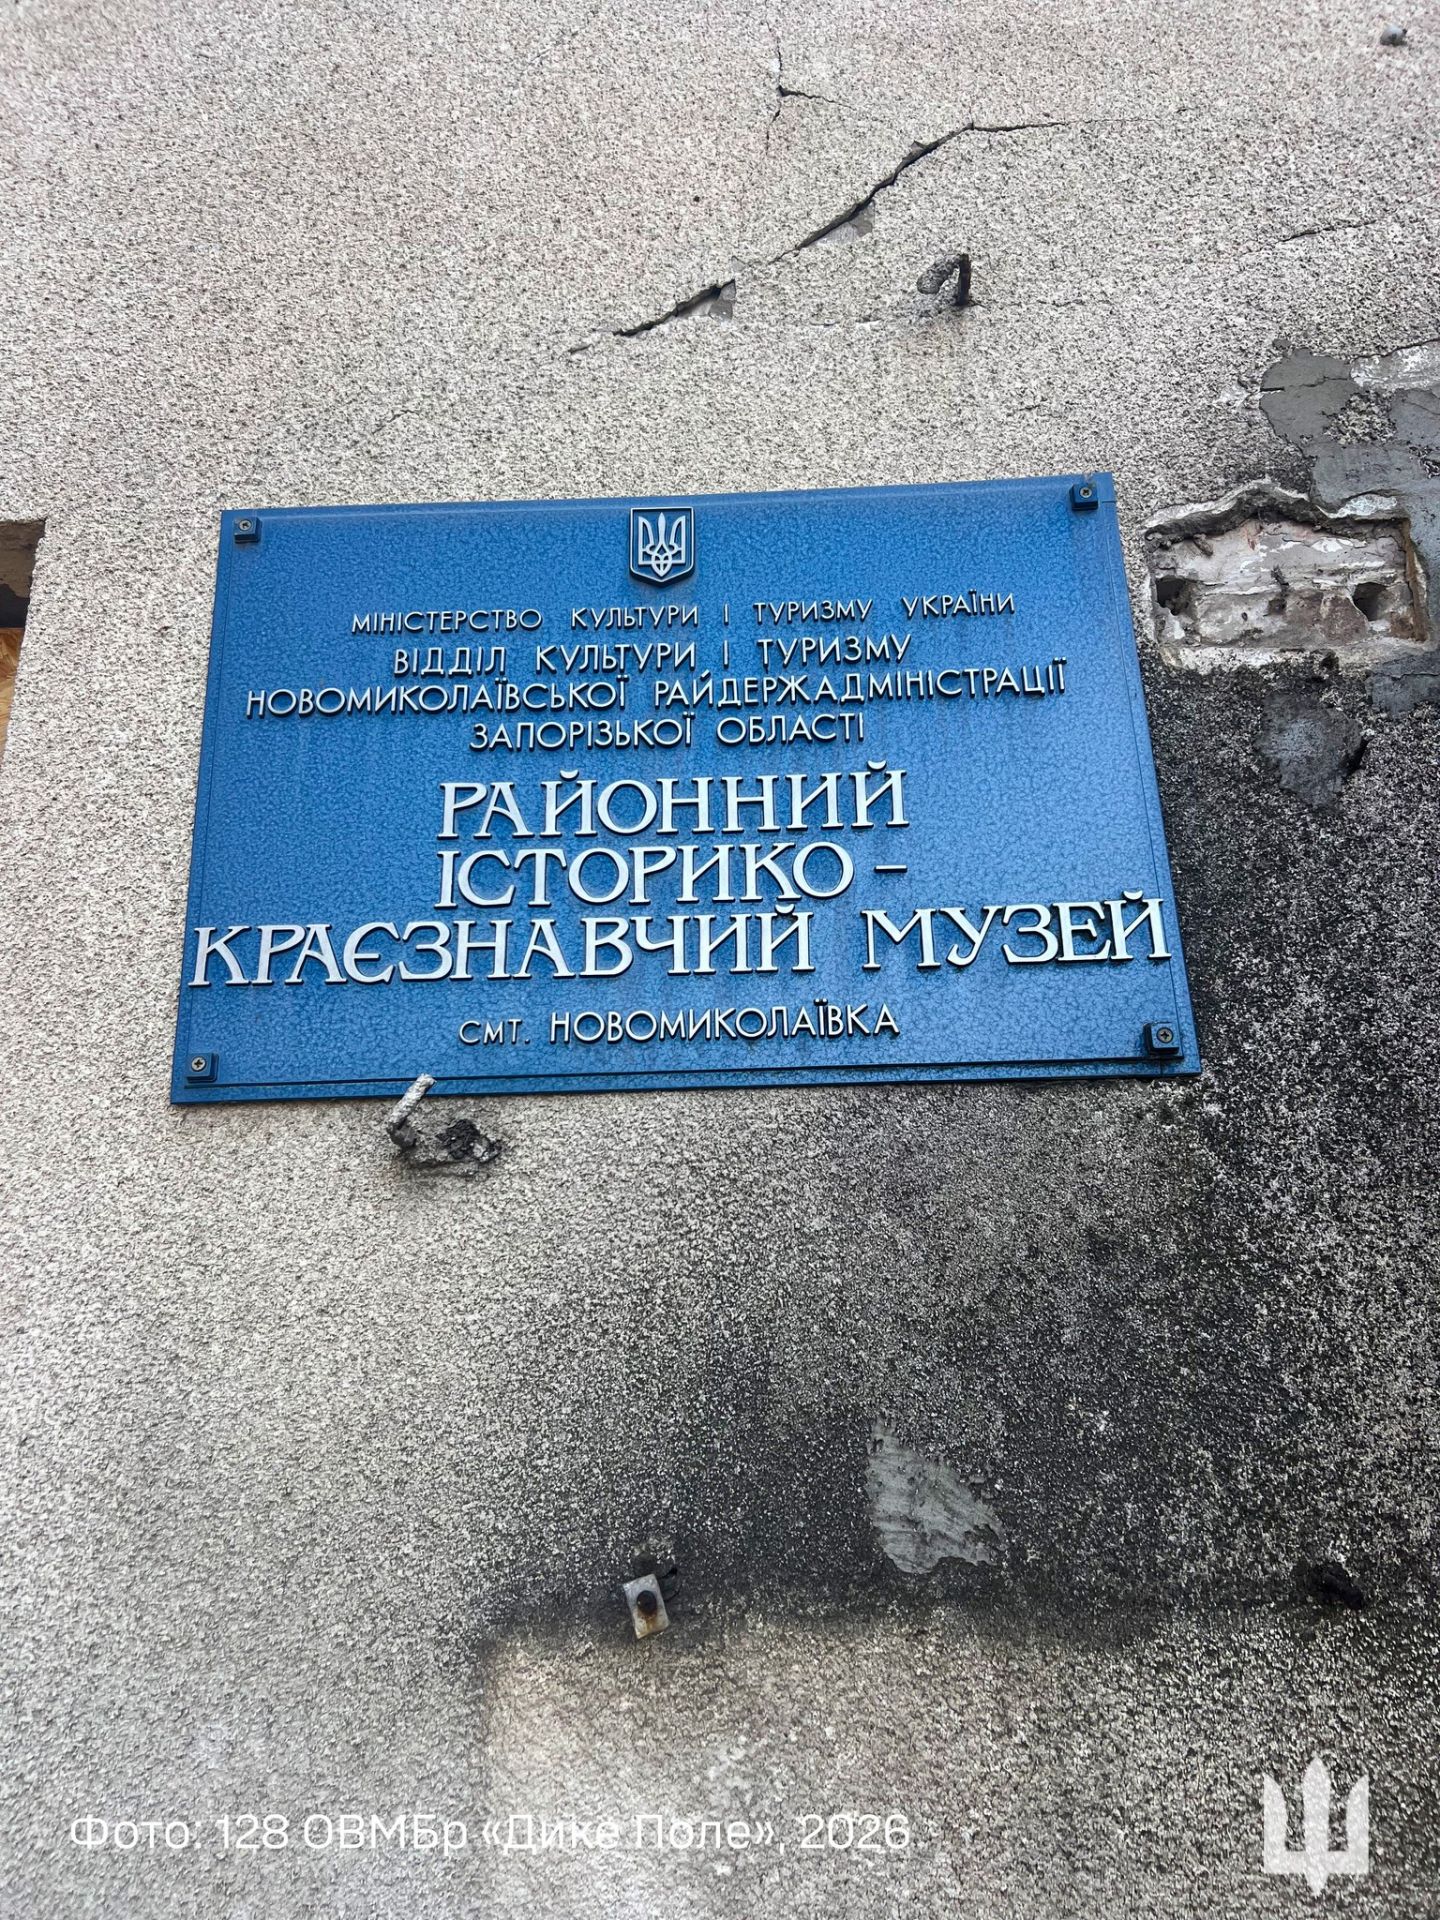 МІНІСТЕРСТВО КУЛЬТУРИ І ТУРИЗМУ УКРАЇНИ
ВІДДІЛ КУЛЬТУРИ І ТУРИЗМУ
НОВОМИКОЛАЇВСЬКОЇ РАЙДЕРЖАДМІНІСТРАЦІЇ
ЗАПОРІЗЬКОЇ ОБЛАСТІ
РАЙОННИЙ
ІСТОРИКО –
КРАЄЗНАВЧИЙ МУЗЕЙ
СМТ. НОВОМИКОЛАЇВКА
Фото: 128 ОВМБр «Дике Поле», 2026